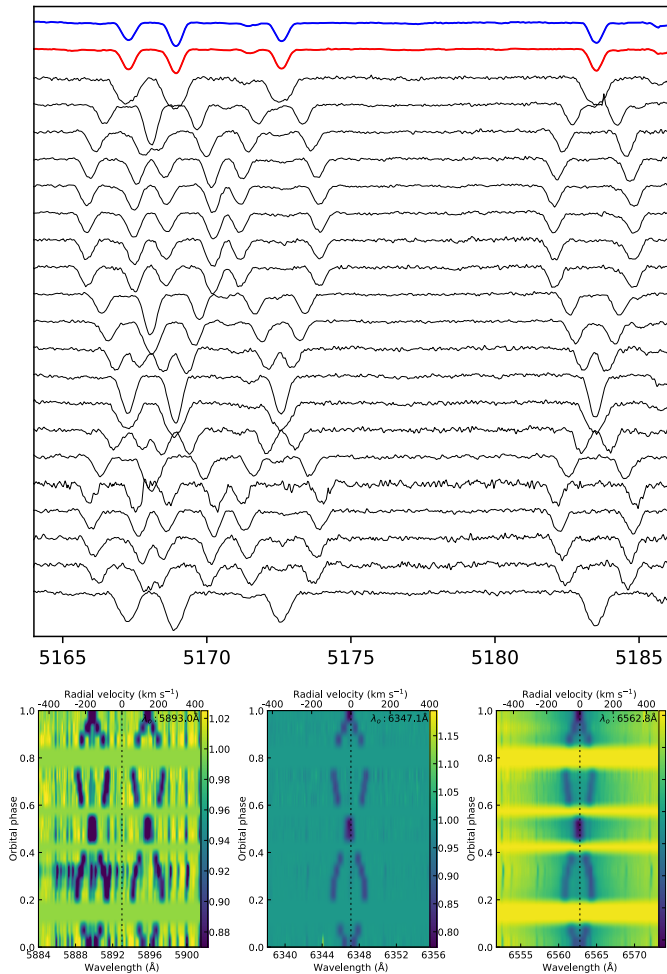 5165 5170 5175 5180 5185
Radial velocity (km s⁻¹) Radial velocity (km s⁻¹) Radial velocity (km s⁻¹)
−400 −200 0 200 400 −400 −200 0 200 400 −400 −200 0 200 400
:5893.0Å λₒ:6347.1Å λₒ:6562.8Å
Orbital phase Orbital phase Orbital phase
1.0 0.8 0.6 0.4 0.2 0.0
1.02 1.00 0.98 0.96 0.94 0.92 0.90 0.88
1.0 0.8 0.6 0.4 0.2 0.0
1.15 1.10 1.05 1.00 0.95 0.90 0.85 0.80
1.0 0.8 0.6 0.4 0.2 0.0
5884 5888 5892 5896 5900 6340 6344 6348 6352 6356 6555 6560 6565 6570
Wavelength (Å) Wavelength (Å) Wavelength (Å)